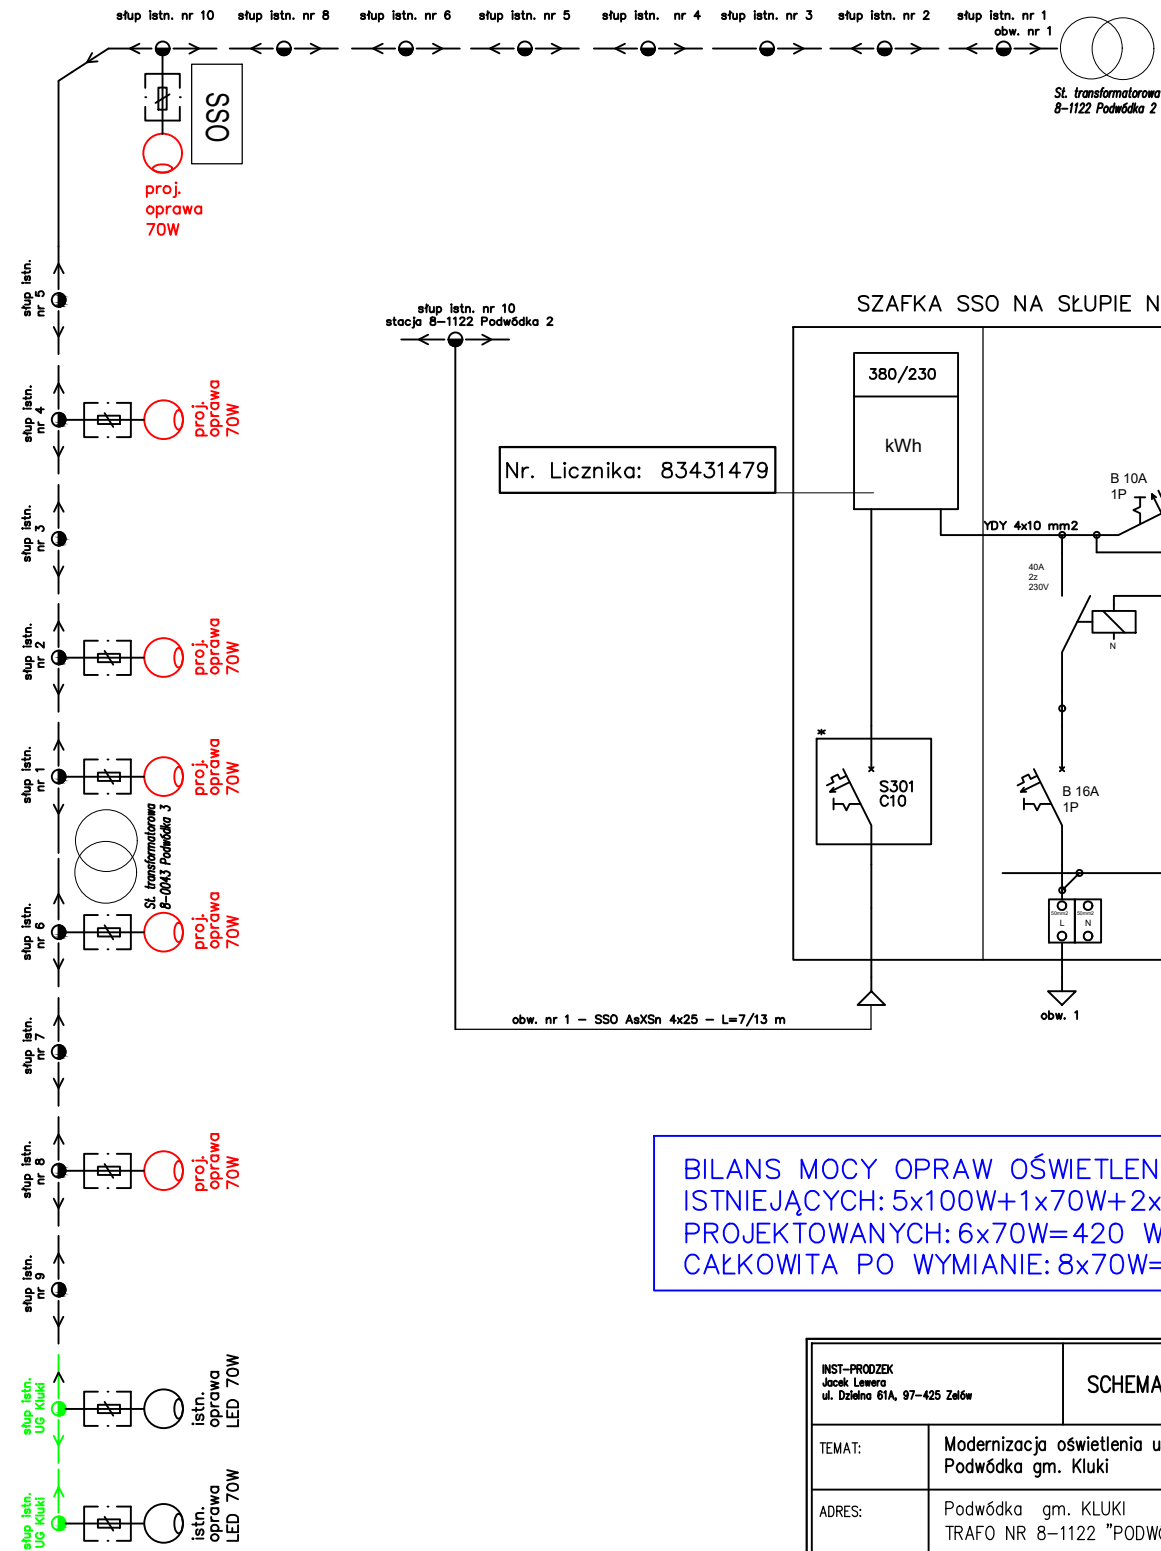 słup istn. nr 10
słup istn. nr 8
słup istn. nr 6
słup istn. nr 5
słup istn. nr 4
słup istn. nr 3
słup istn. nr 2
słup istn. nr 1
obw. nr 1
St. transformatorowa
8-1122 Podwódka 2
OSS
proj.
oprawa
70W
słup istn.
nr 5
słup istn.
nr 4
proj.
oprawa
70W
słup istn.
nr 3
słup istn.
nr 2
proj.
oprawa
70W
słup istn.
nr 1
proj.
oprawa
70W
St. transformatorowa
8-0043 Podwódka 3
słup istn.
nr 6
proj.
oprawa
70W
słup istn.
nr 7
słup istn.
nr 8
proj.
oprawa
70W
słup istn.
nr 9
słup istn.
UG Kluki
istn.
oprawa
LED 70W
słup istn.
UG Kluki
istn.
oprawa
LED 70W
słup istn. nr 10
stacja 8-1122 Podwódka 2
SZAFKA SSO NA SŁUPIE N
380/230
kWh
Nr. Licznika: 83431479
YDY 4x10 mm2
B 10A
1P
40A
2z
230V
N
*
S301
C10
B 16A
1P
50mm2
50mm2
L
N
obw. 1
obw. nr 1 - SSO AsXSn 4x25 - L=7/13 m
BILANS MOCY OPRAW OŚWIETLEN
ISTNIEJĄCYCH: 5x100W+1x70W+2x
PROJEKTOWANYCH: 6x70W=420 W
CAŁKOWITA PO WYMIANIE: 8x70W=
INST-PRODZEK
Jacek Lewera
ul. Dzielna 61A, 97-425 Zelów
SCHEMA
TEMAT:
Modernizacja oświetlenia u
Podwódka gm. Kluki
ADRES:
Podwódka gm. KLUKI
TRAFO NR 8-1122 "PODWÓ